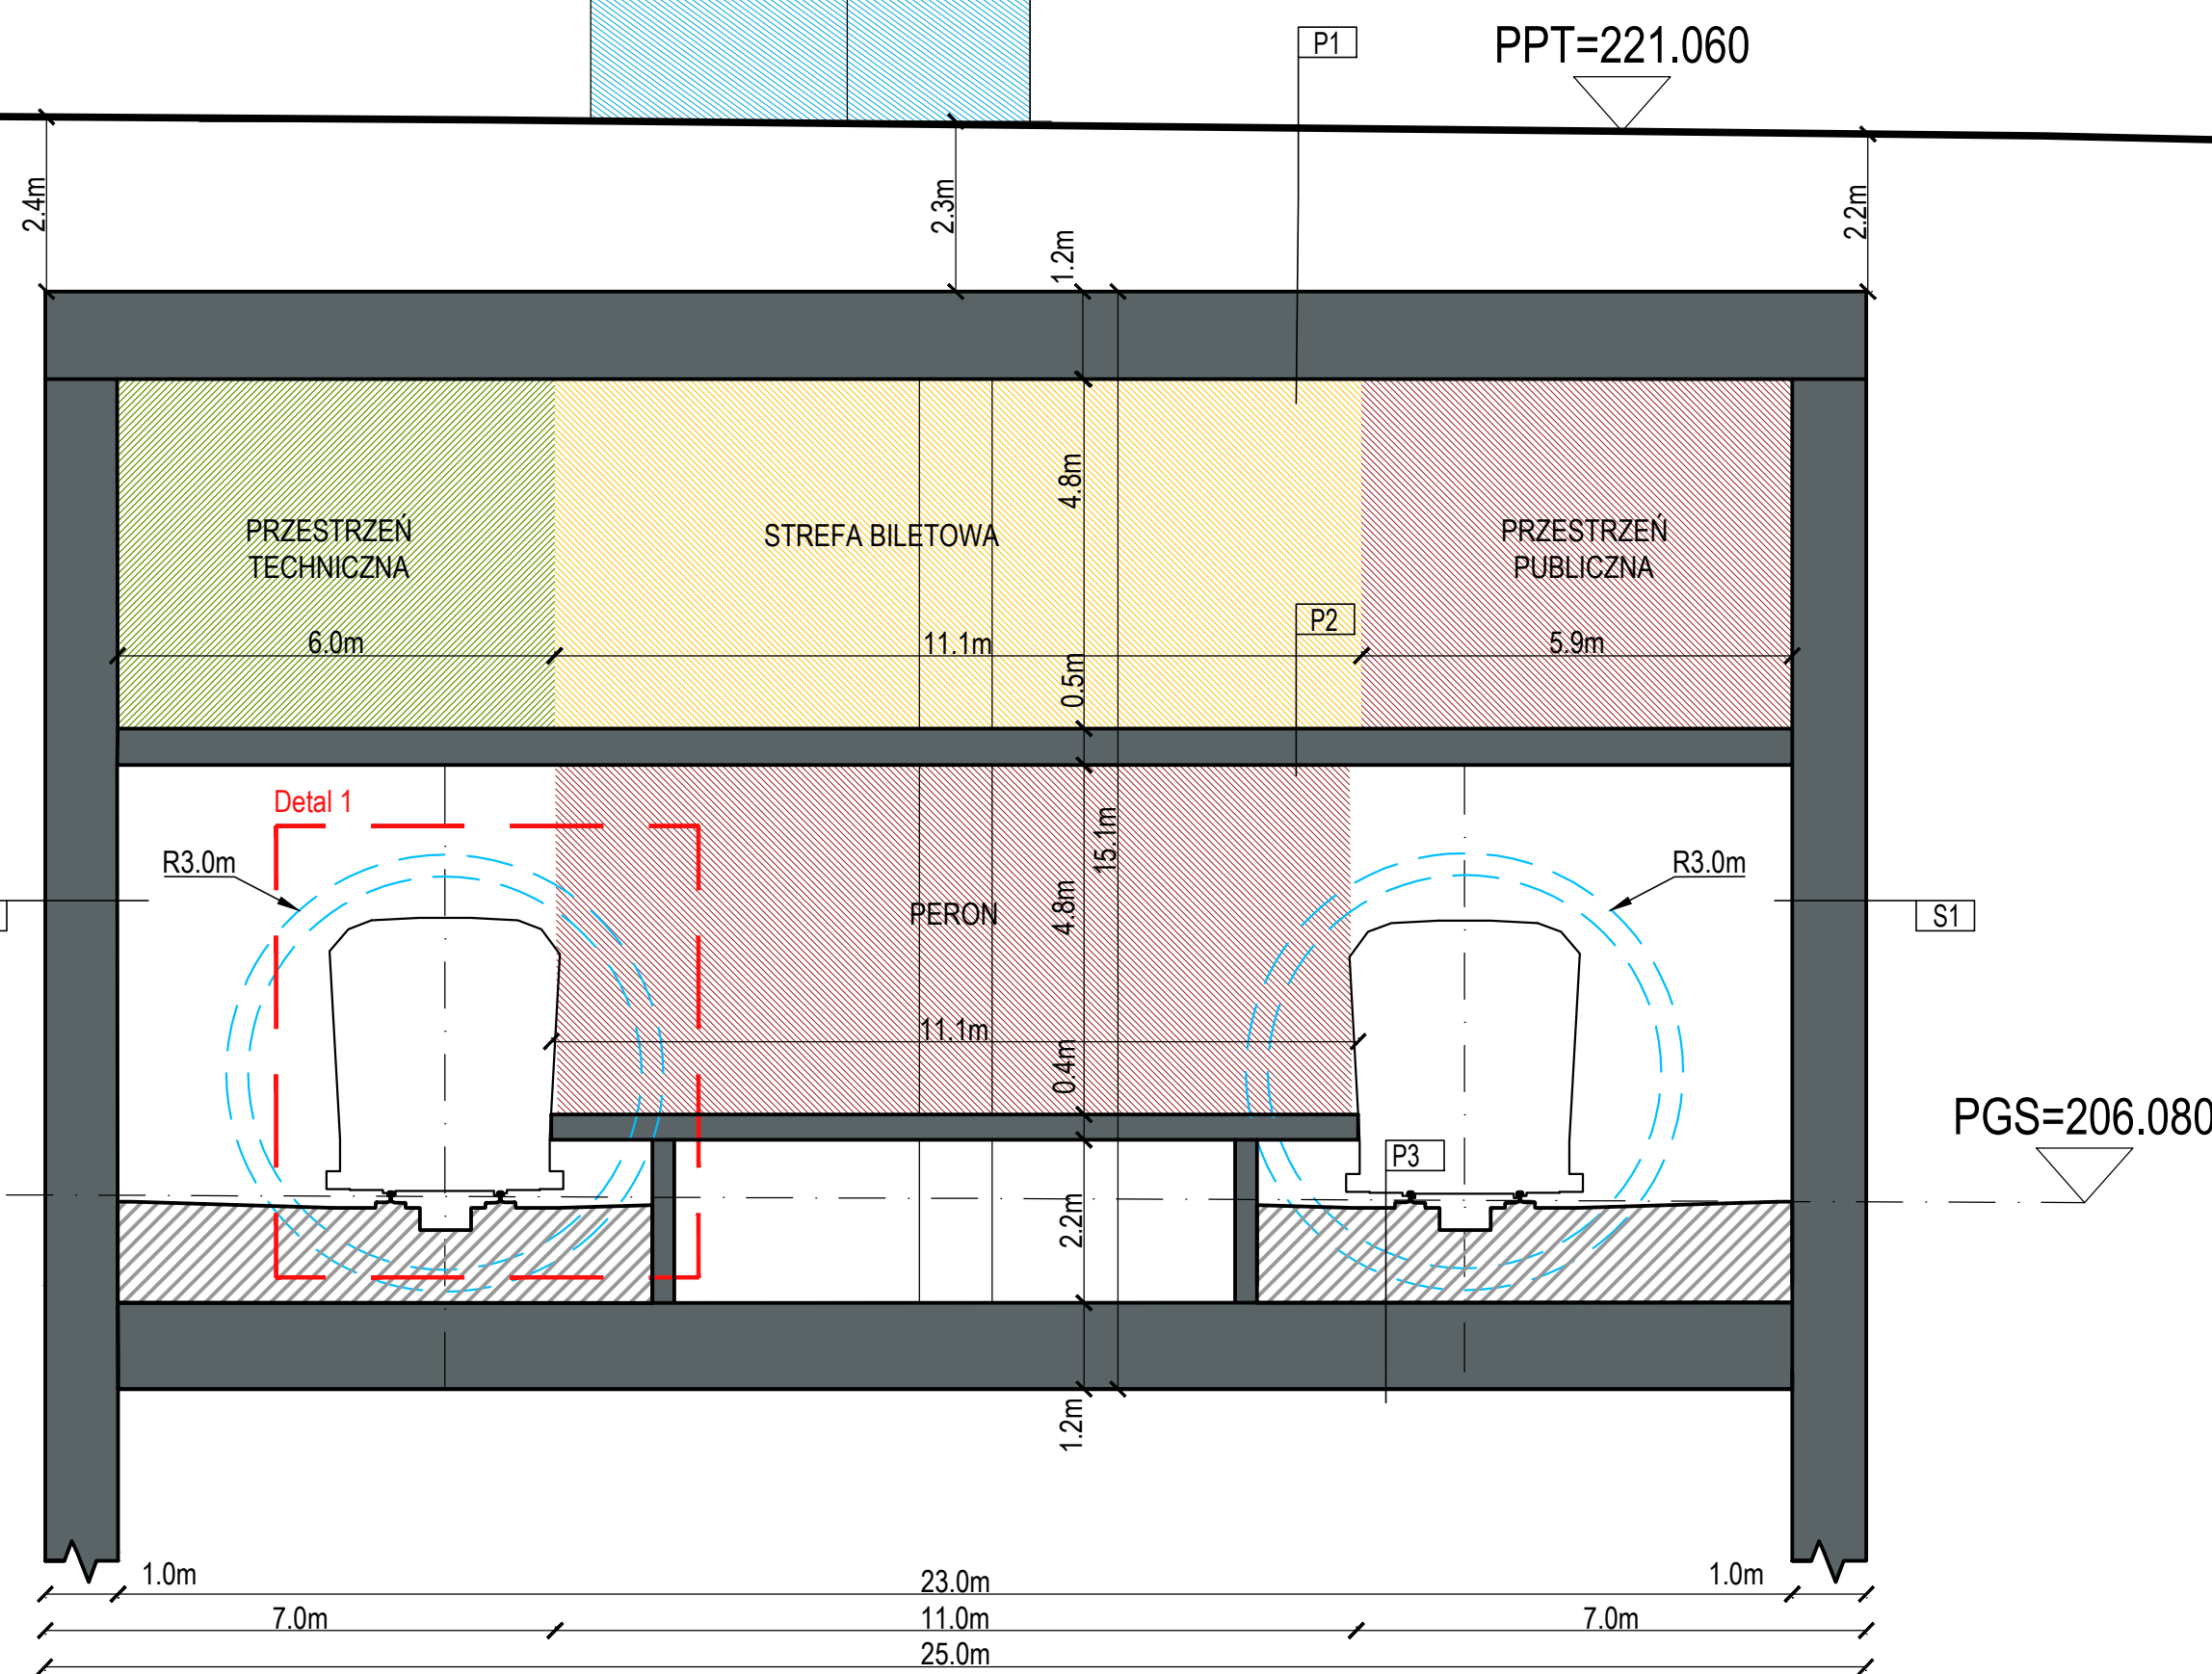 P1
PPT=221.060
2.4m
2.3m
2.2m
1.2m
4.8m
PRZESTRZEŃ
TECHNICZNA
STREFA BILETOWA
PRZESTRZEŃ
PUBLICZNA
P2
6.0m
11.1m
5.9m
0.5m
Detal 1
R3.0m
15.1m
R3.0m
4.8m
PERON
S1
11.1m
0.4m
PGS=206.080
P3
2.2m
1.2m
1.0m
23.0m
1.0m
7.0m
11.0m
7.0m
25.0m